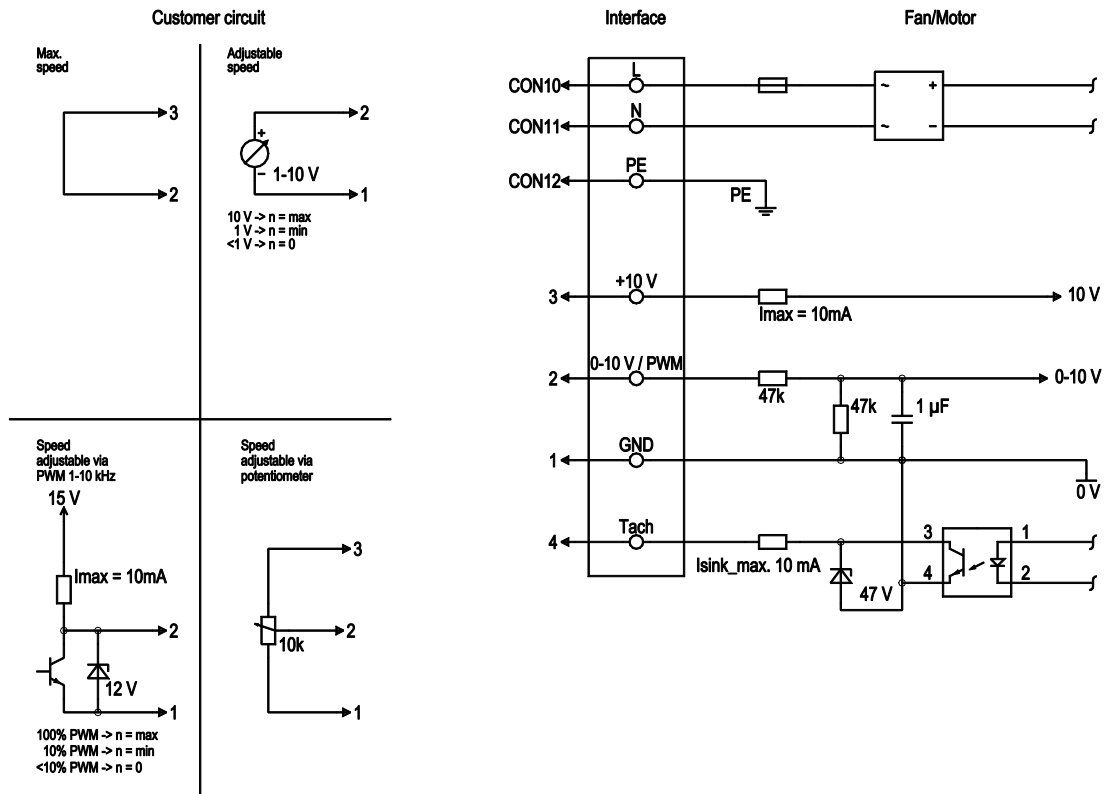 Customer circuit
Interface
Fan/Motor
Max.
speed
3
2
Adjustable
speed
2
+
–
1-10 V
1
10 V -> n = max
1 V -> n = min
<1 V -> n = 0
Speed
adjustable via
PWM 1-10 kHz
15 V
Imax = 10mA
2
12 V
1
100% PWM -> n = max
10% PWM -> n = min
<10% PWM -> n = 0
Speed
adjustable via
potentiometer
3
2
10k
1
L
CON10
~
+
N
CON11
~
–
PE
CON12
PE
+10 V
3
10 V
Imax = 10mA
0-10 V / PWM
2
0-10 V
47k
47k
1 µF
GND
1
0 V
Tach
4
3
1
Isink_max. 10 mA
4
2
47 V